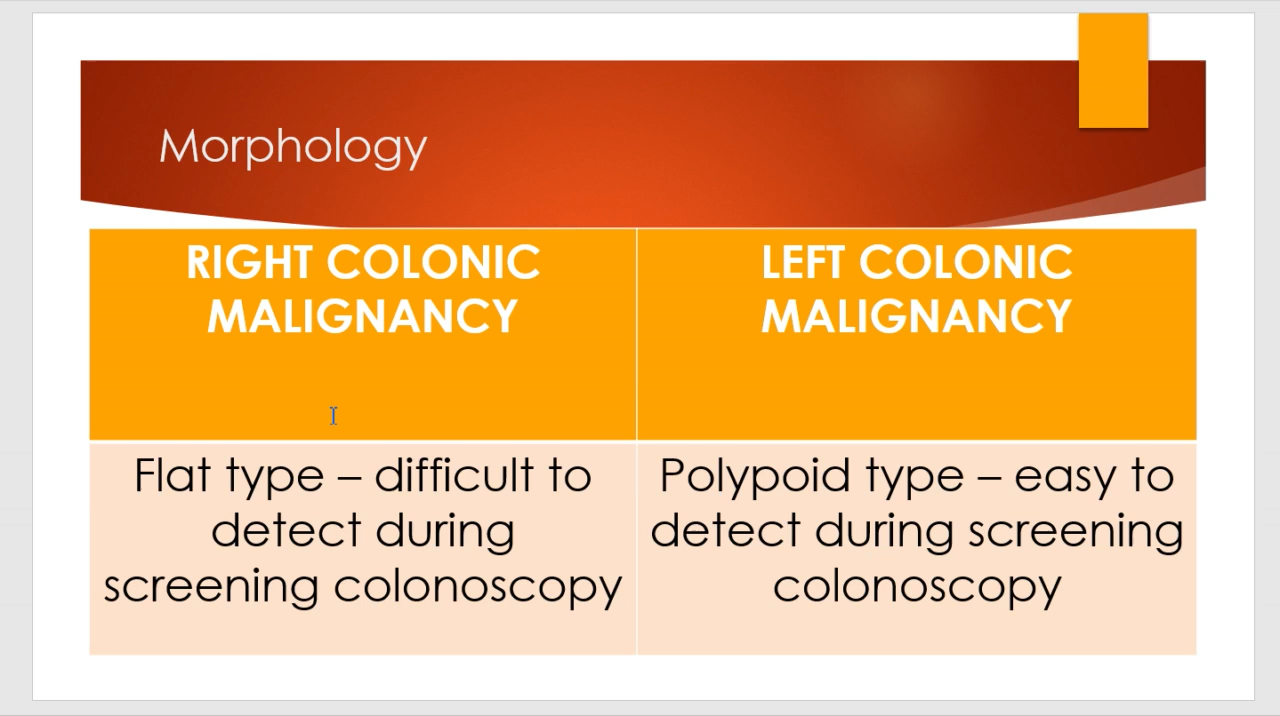 Morphology
RIGHT COLONIC
MALIGNANCY
LEFT COLONIC
MALIGNANCY
Flat type – difficult to
detect during
screening colonoscopy
Polypoid type – easy to
detect during screening
colonoscopy